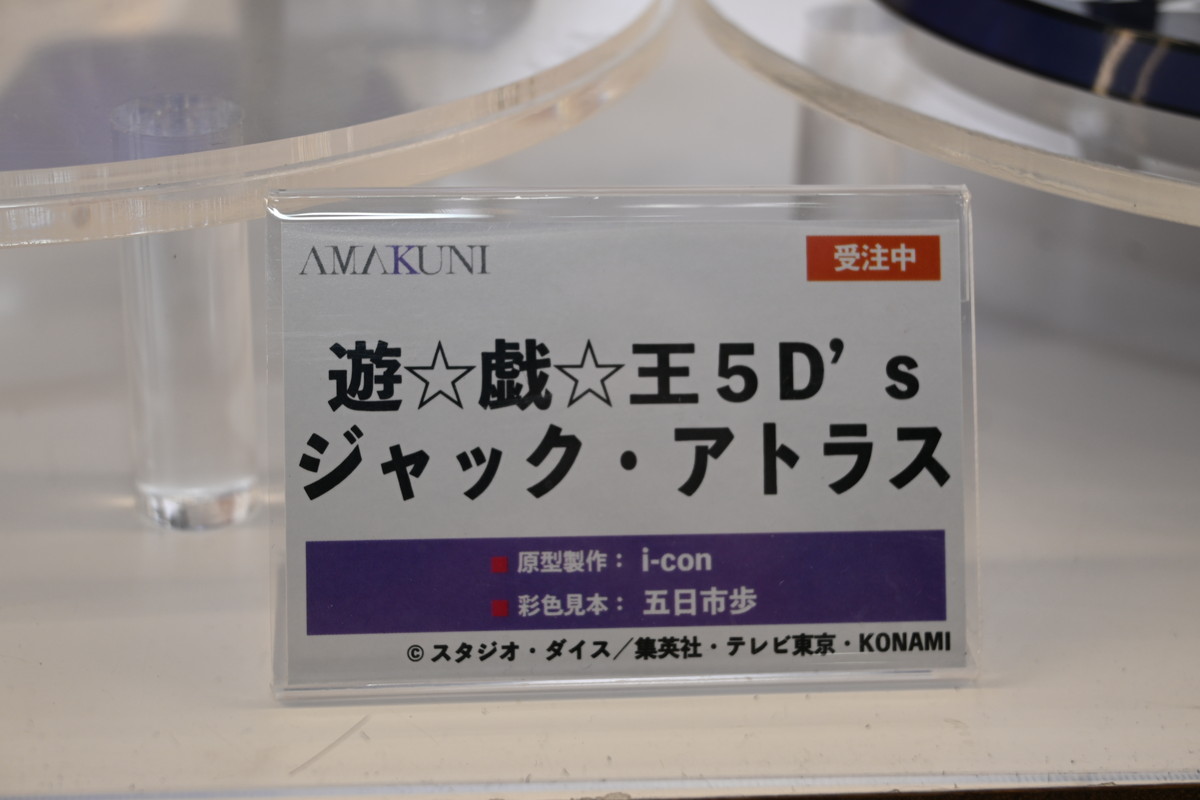 AMAKUNI
受注中
遊☆戯☆王5D's
ジャック・アトラス
■ 原型製作： i-con
■ 彩色見本： 五日市歩
© スタジオ・ダイス／集英社・テレビ東京・KONAMI